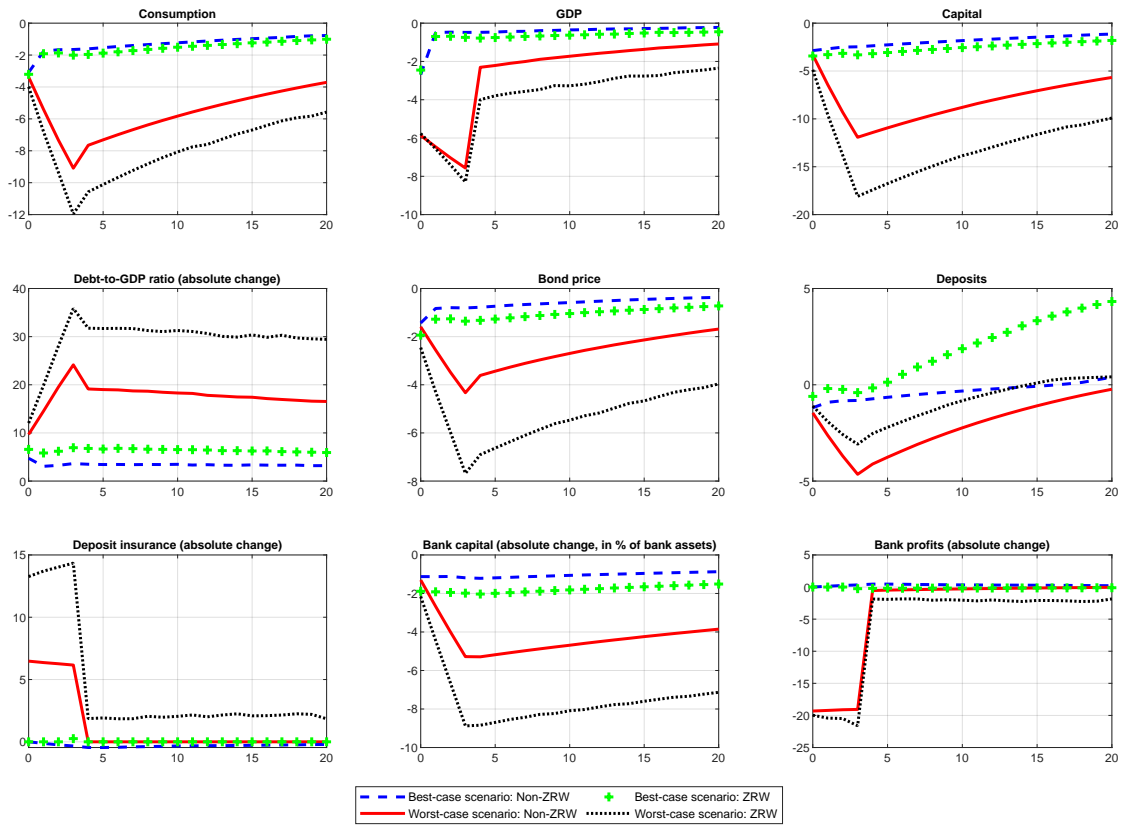 Consumption
0
-2
-4
-6
-8
-10
-12
0 5 10 15 20
GDP
0
-2
-4
-6
-8
-10
0 5 10 15 20
Capital
0
-5
-10
-15
-20
0 5 10 15 20
Debt-to-GDP ratio (absolute change)
40
30
20
10
0
0 5 10 15 20
Bond price
0
-2
-4
-6
-8
0 5 10 15 20
Deposits
5
0
-5
0 5 10 15 20
Deposit insurance (absolute change)
15
10
5
0
0 5 10 15 20
Bank capital (absolute change, in % of bank assets)
0
-2
-4
-6
-8
-10
0 5 10 15 20
Bank profits (absolute change)
5
0
-5
-10
-15
-20
-25
0 5 10 15 20
Best-case scenario: Non-ZRW Best-case scenario: ZRW
Worst-case scenario: Non-ZRW Worst-case scenario: ZRW